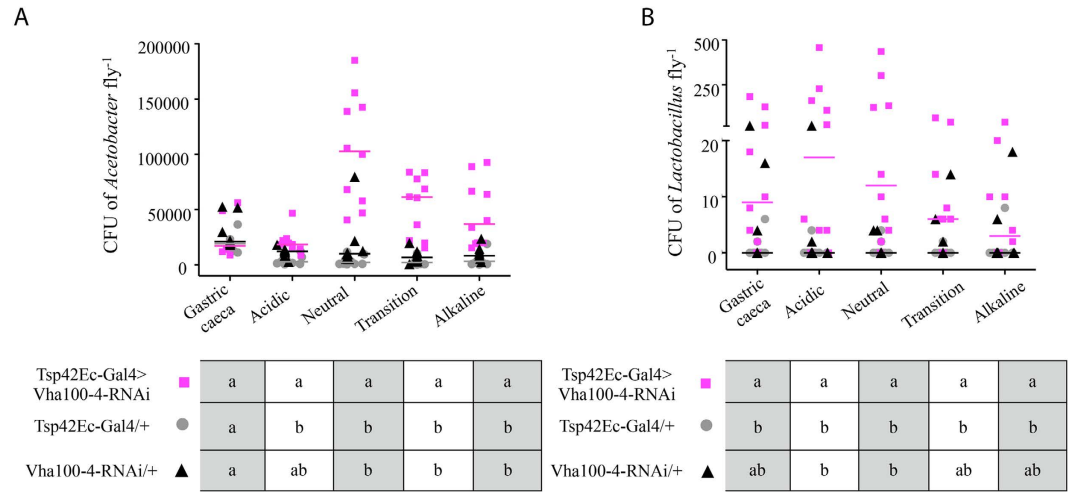 A
CFU of Acetobacter fly-1
200000
150000
100000
50000
0
Gastric
caeca
Acidic
Neutral
Transition
Alkaline
Tsp42Ec-Gal4>
Vha100-4-RNAi
a a a a a
Tsp42Ec-Gal4/+
a b b b b
Vha100-4-RNAi/+
a ab b b b
B
CFU of Lactobacillus fly-1
500
250
20
10
0
Gastric
caeca
Acidic
Neutral
Transition
Alkaline
Tsp42Ec-Gal4>
Vha100-4-RNAi
a a a a a
Tsp42Ec-Gal4/+
b b b b b
Vha100-4-RNAi/+
ab b b ab ab